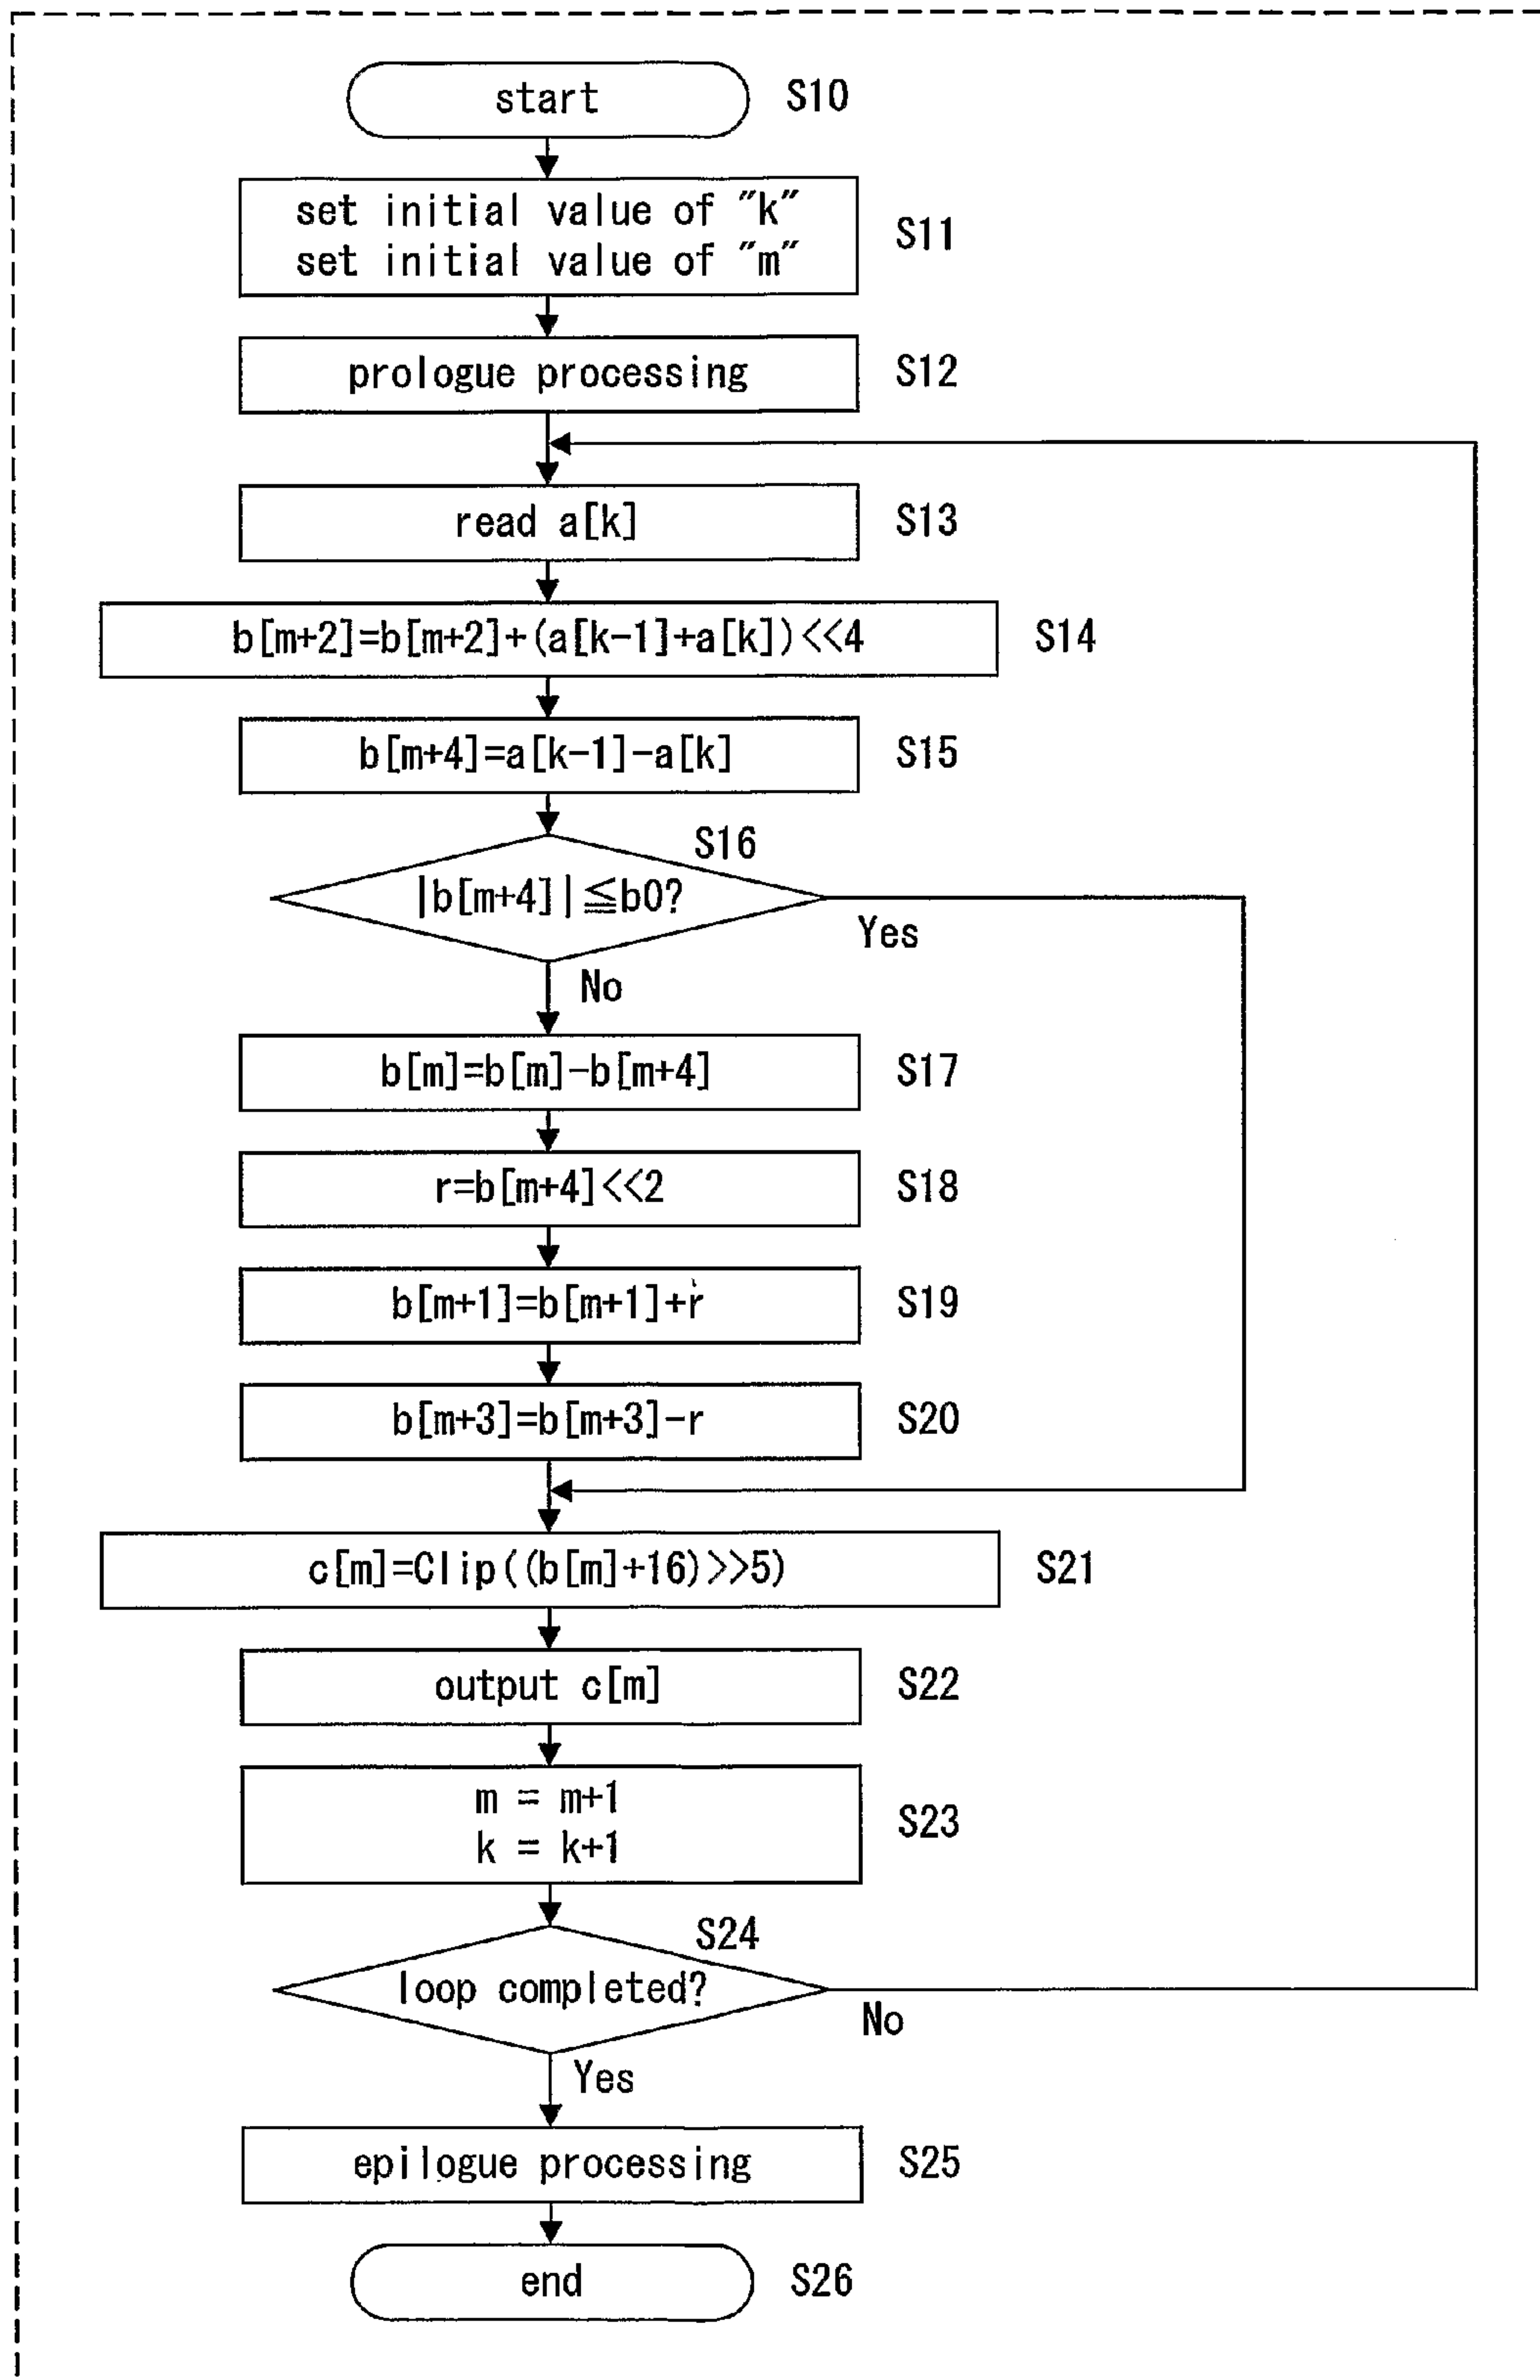 start S10
set initial value of "k"
set initial value of "m"
S11
prologue processing S12
read a[k] S13
b[m+2]=b[m+2]+(a[k-1]+a[k])<<4 S14
b[m+4]=a[k-1]-a[k] S15
S16
|b[m+4]|≦b0?
Yes
No
b[m]=b[m]-b[m+4] S17
r=b[m+4]<<2 S18
b[m+1]=b[m+1]+r S19
b[m+3]=b[m+3]-r S20
c[m]=Clip((b[m]+16)>>5) S21
output c[m] S22
m = m+1
k = k+1
S23
S24
loop completed?
No
Yes
epilogue processing S25
end S26